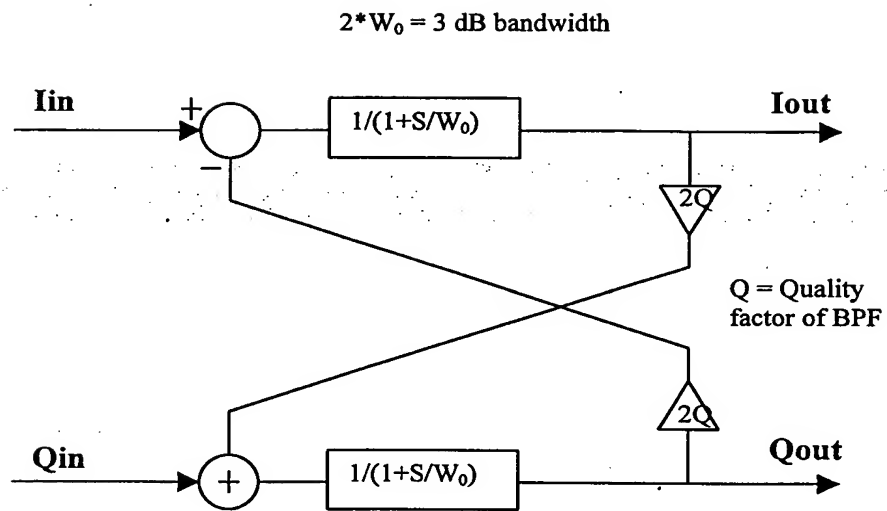 2*W₀ = 3 dB bandwidth
Iin
+
1/(1+S/W₀)
Iout
−
2Q
Q = Quality
factor of BPF
2Q
Qin
+
1/(1+S/W₀)
Qout